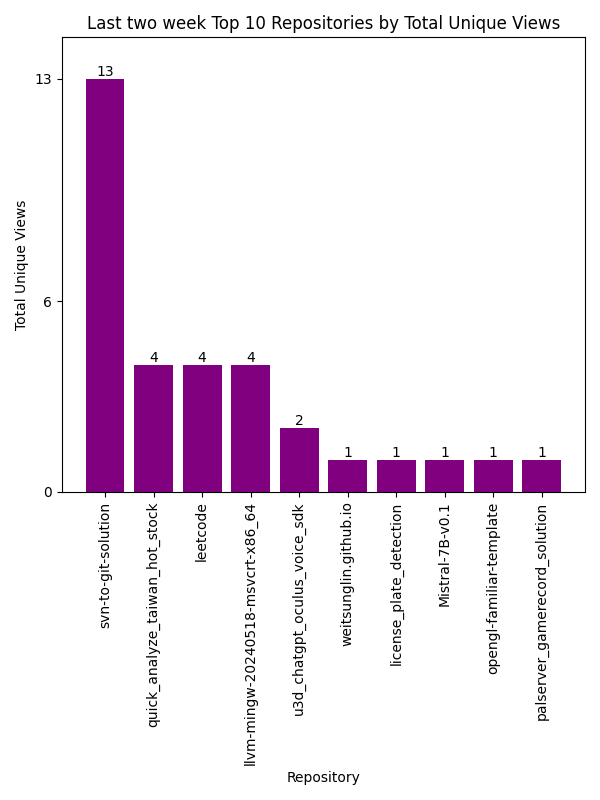 Last two week Top 10 Repositories by Total Unique Views
Total Unique Views
13
6
0
13
4
4
4
2
1
1
1
1
1
svn-to-git-solution
quick_analyze_taiwan_hot_stock
leetcode
llvm-mingw-20240518-msvcrt-x86_64
u3d_chatgpt_oculus_voice_sdk
weitsunglin.github.io
license_plate_detection
Mistral-7B-v0.1
opengl-familiar-template
palserver_gamerecord_solution
Repository